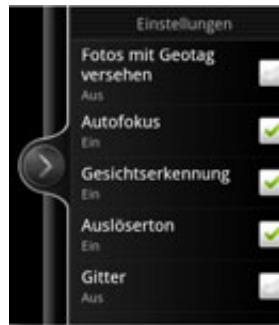 Einstellungen
Fotos mit Geotag
versehen
Aus
Autofokus
Ein
Gesichtserkennung
Ein
Auslöserton
Ein
Gitter
Aus